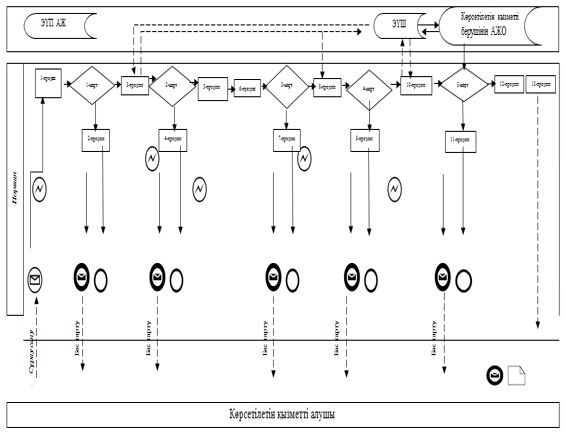 ЭҮП АЖ
ЭҮШ
Көрсетілетін қызметті
берушінің АЖО
1-процесс
1-шарт
3-процесс
2-шарт
5-процесс
6-процесс
3-шарт
8-процесс
4-шарт
10-процесс
5-шарт
12-процесс
13-процесс
2-процесс
4-процесс
7-процесс
9-процесс
11-процесс
Портал
Сұрау салу
Бас тарту
Бас тарту
Бас тарту
Бас тарту
Бас тарту
Көрсетілетін қызметті алушы